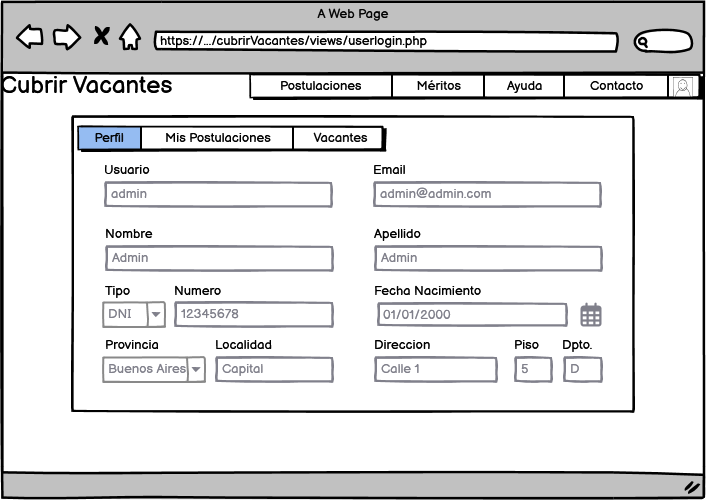 A Web Page
https://.../cubrirVacantes/views/userlogin.php
Cubrir Vacantes
Postulaciones Méritos Ayuda Contacto
Perfil Mis Postulaciones Vacantes
Usuario Email
admin admin@admin.com
Nombre Apellido
Admin Admin
Tipo Numero Fecha Nacimiento
DNI 12345678 01/01/2000
Provincia Localidad Direccion Piso Dpto.
Buenos Aires Capital Calle 1 5 D